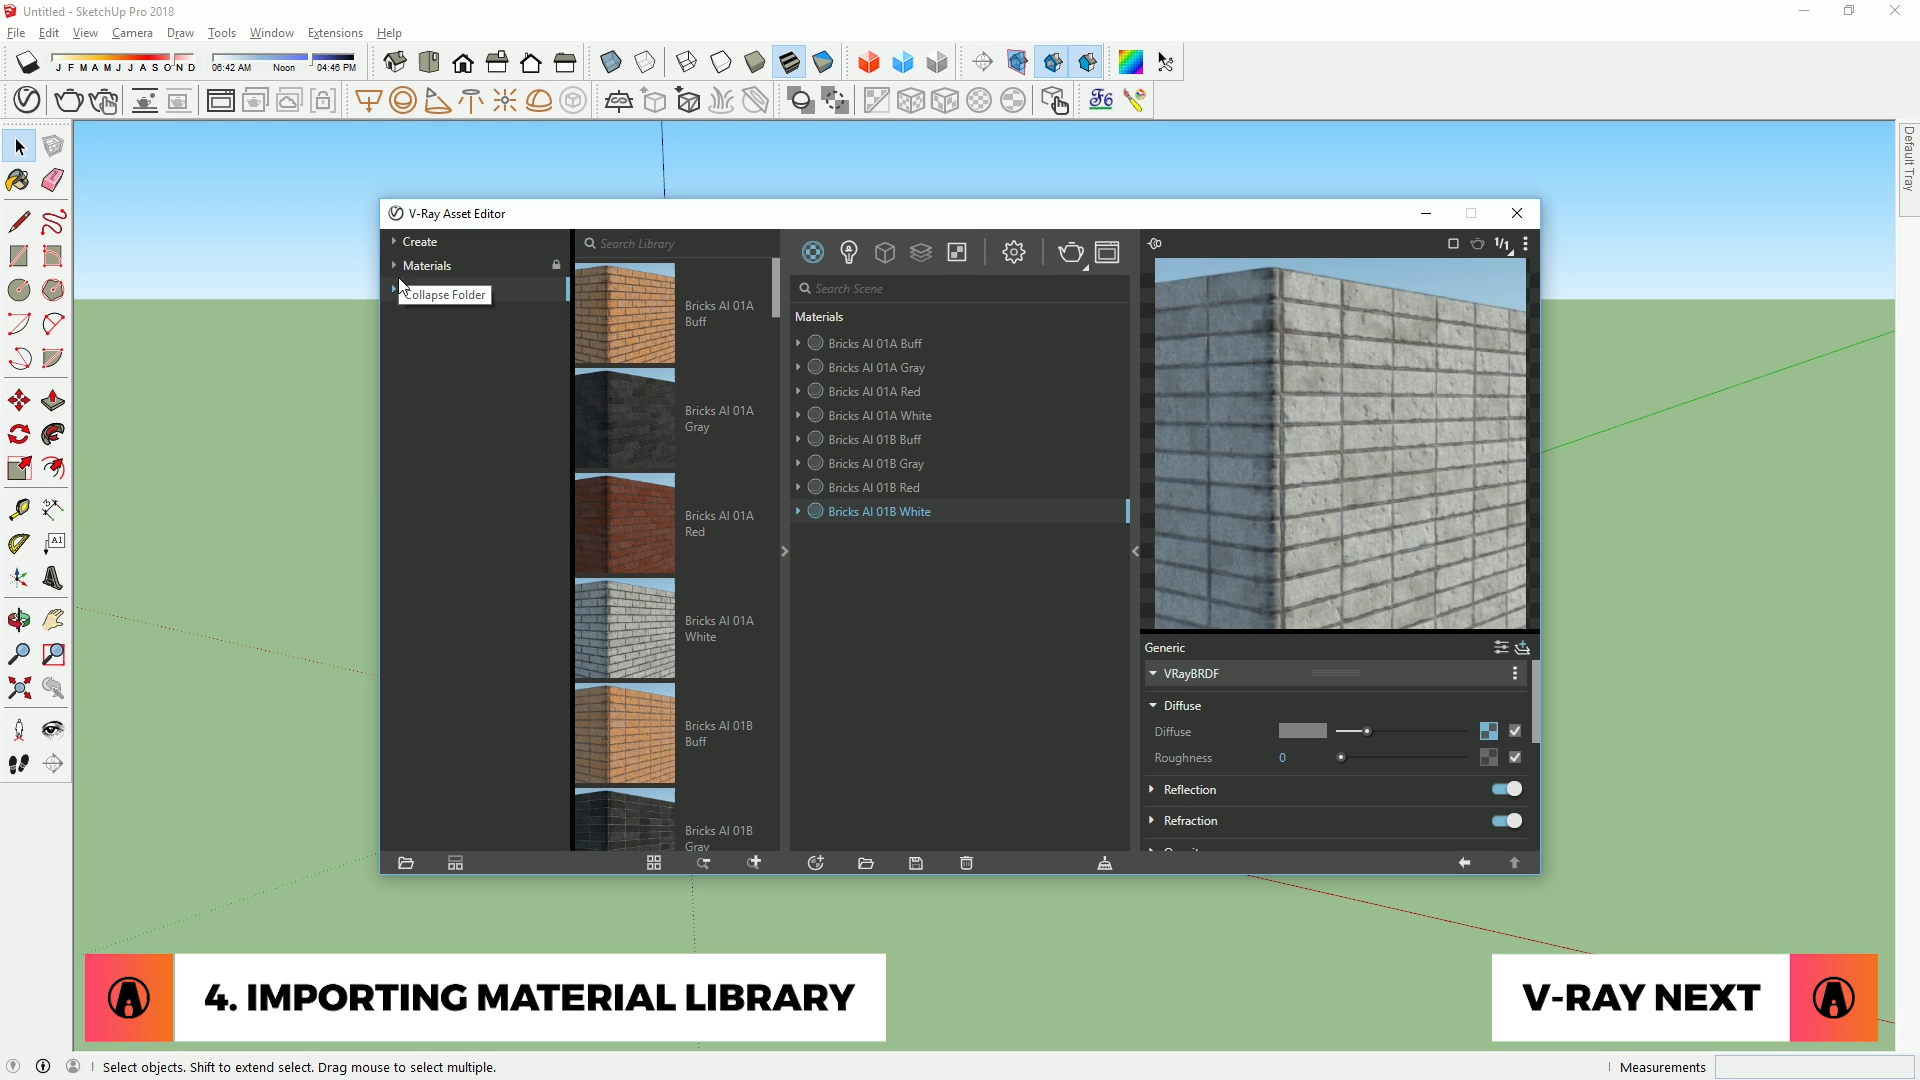 Untitled - SketchUp Pro 2018
File Edit View Camera Draw Tools Window Extensions Help
J F M A M J J A S O N D
06:42 AM Noon 04:46 PM
F6
Default Tray
A1
V-Ray Asset Editor
Create
Materials
Collapse Folder
Search Library
Bricks AI 01A
Buff
Bricks AI 01A
Gray
Bricks AI 01A
Red
Bricks AI 01A
White
Bricks AI 01B
Buff
Bricks AI 01B
Gray
Search Scene
Materials
Bricks AI 01A Buff
Bricks AI 01A Gray
Bricks AI 01A Red
Bricks AI 01A White
Bricks AI 01B Buff
Bricks AI 01B Gray
Bricks AI 01B Red
Bricks AI 01B White
1/1
Generic
VRayBRDF
Diffuse
Diffuse
Roughness 0
Reflection
Refraction
4. IMPORTING MATERIAL LIBRARY
V-RAY NEXT
Select objects. Shift to extend select. Drag mouse to select multiple.
Measurements